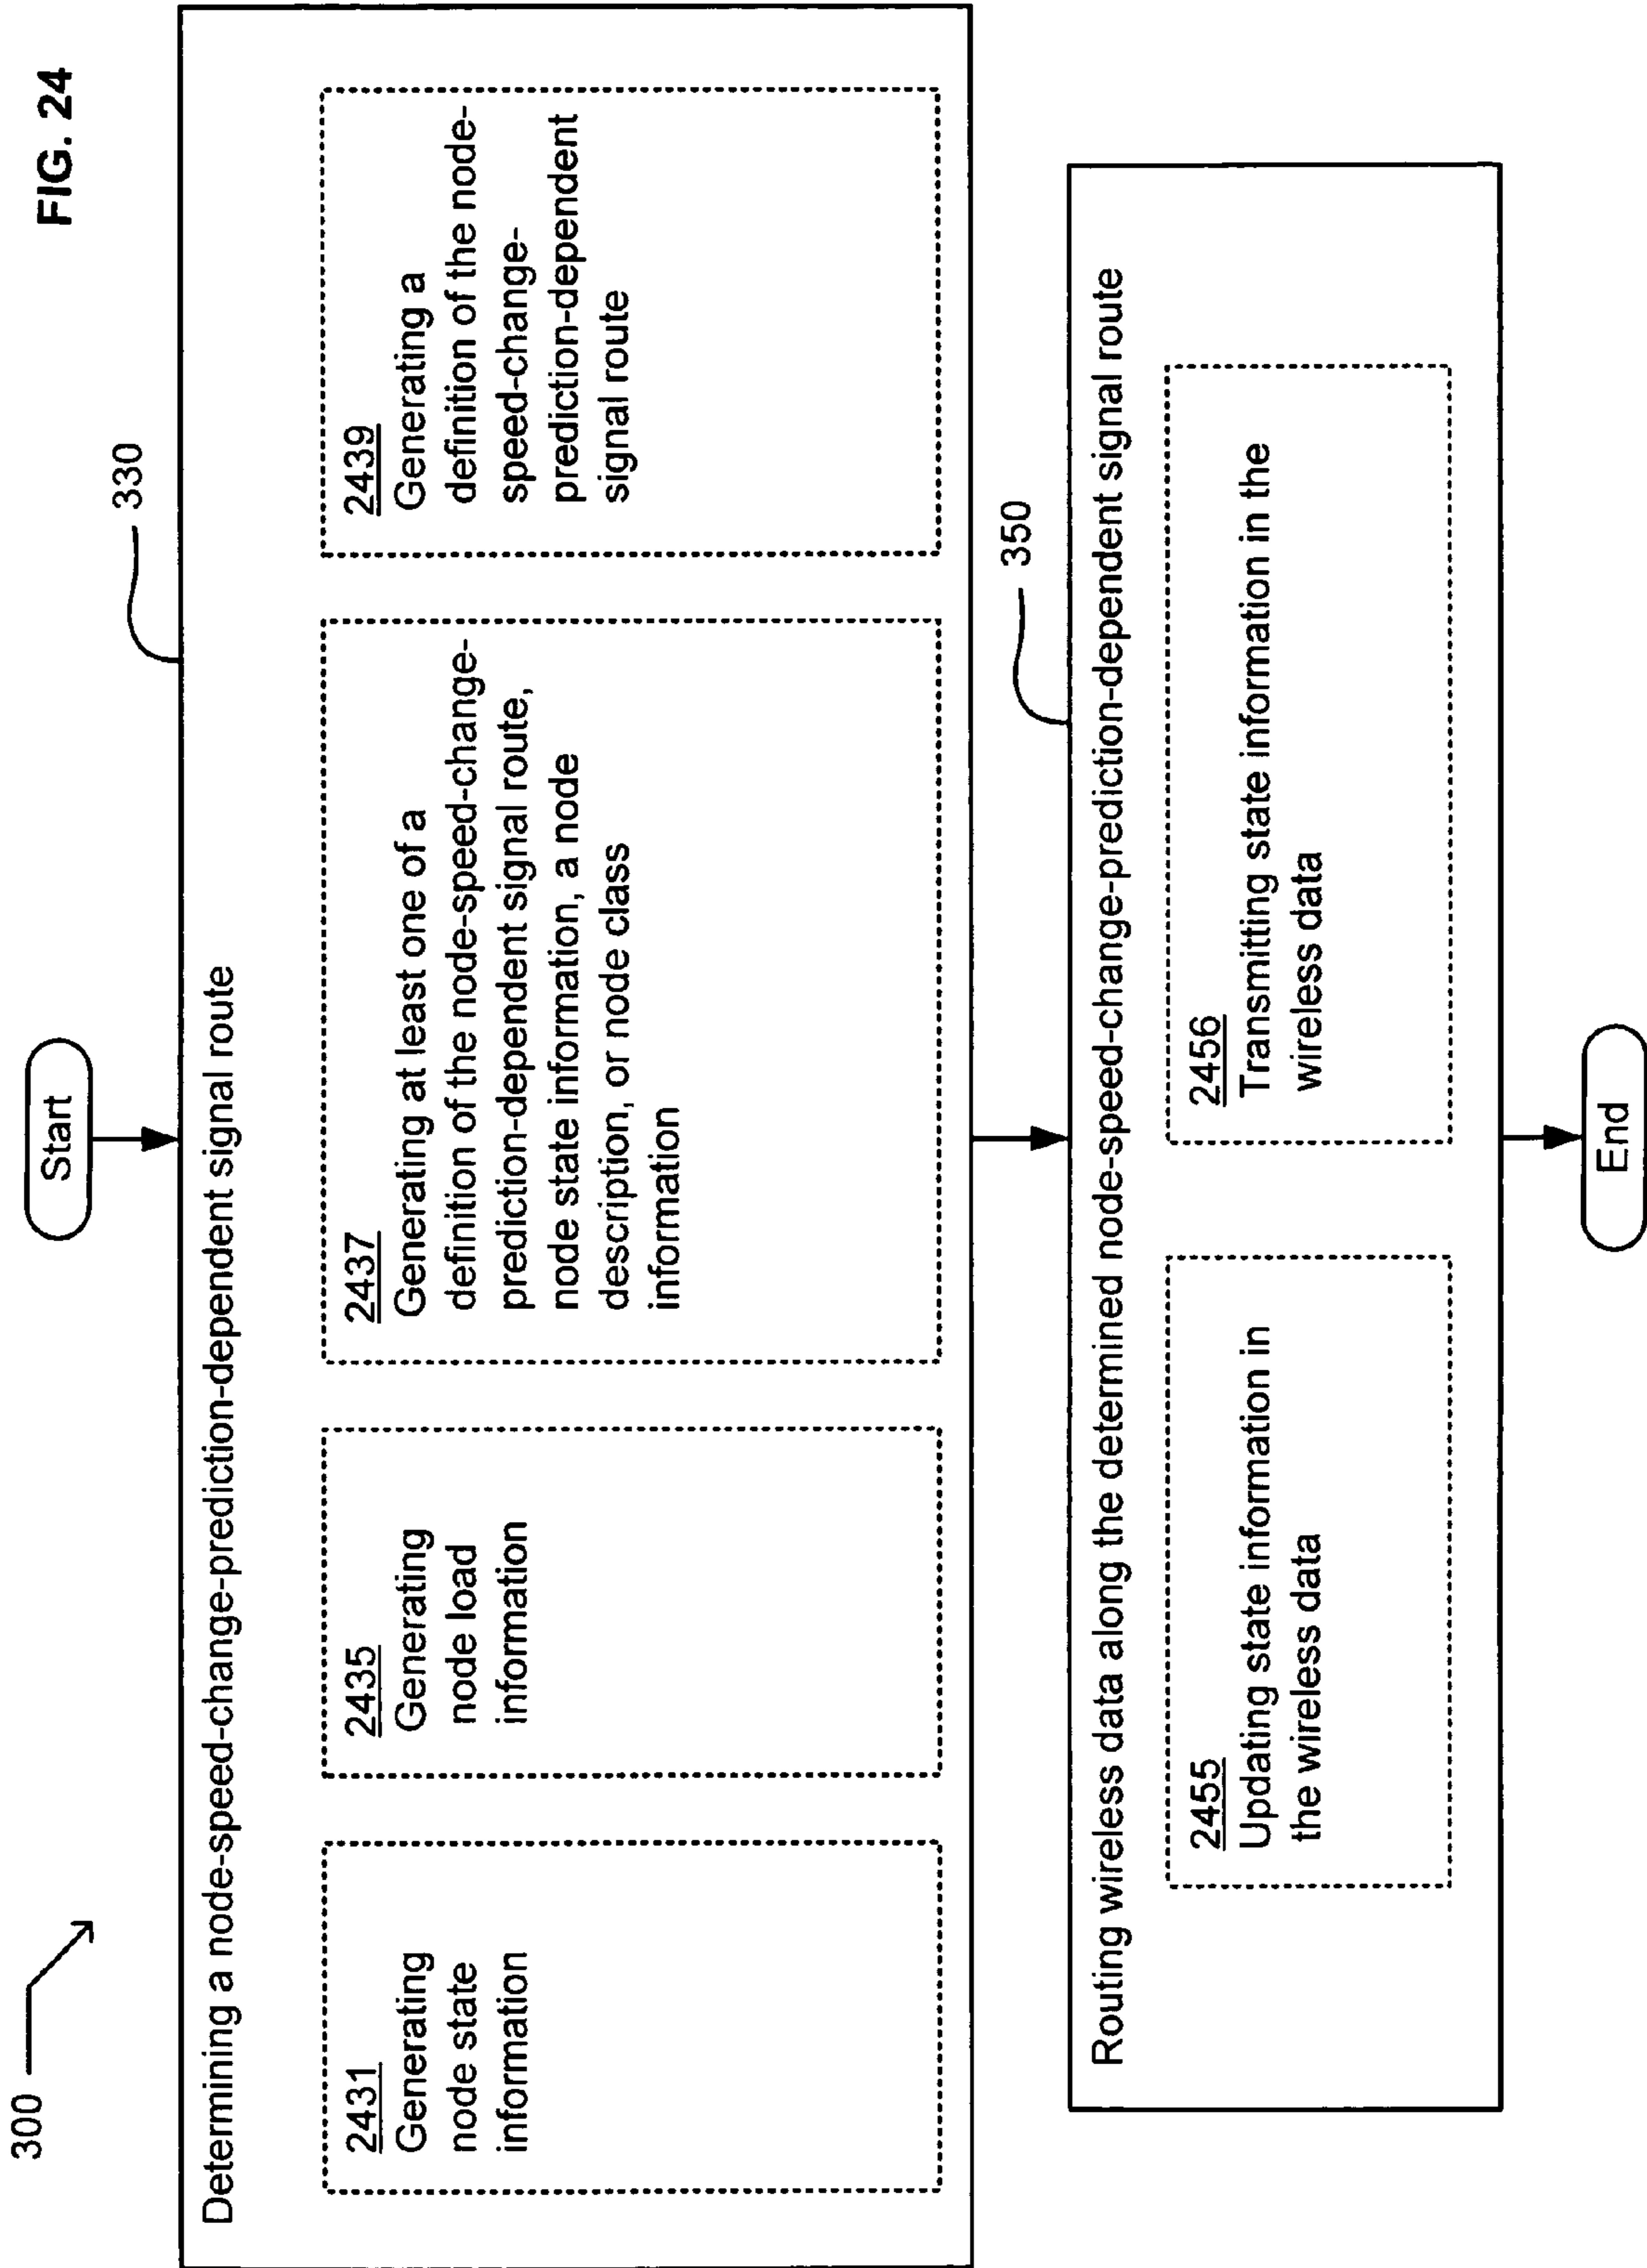 FIG. 24
300
Start
330
Determining a node-speed-change-prediction-dependent signal route
2431
Generating
node state
information
2435
Generating
node load
information
2437
Generating at least one of a
definition of the node-speed-change-
prediction-dependent signal route,
node state information, a node
description, or node class
information
2439
Generating a
definition of the node-
speed-change-
prediction-dependent
signal route
350
Routing wireless data along the determined node-speed-change-prediction-dependent signal route
2455
Updating state information in
the wireless data
2456
Transmitting state information in the
wireless data
End